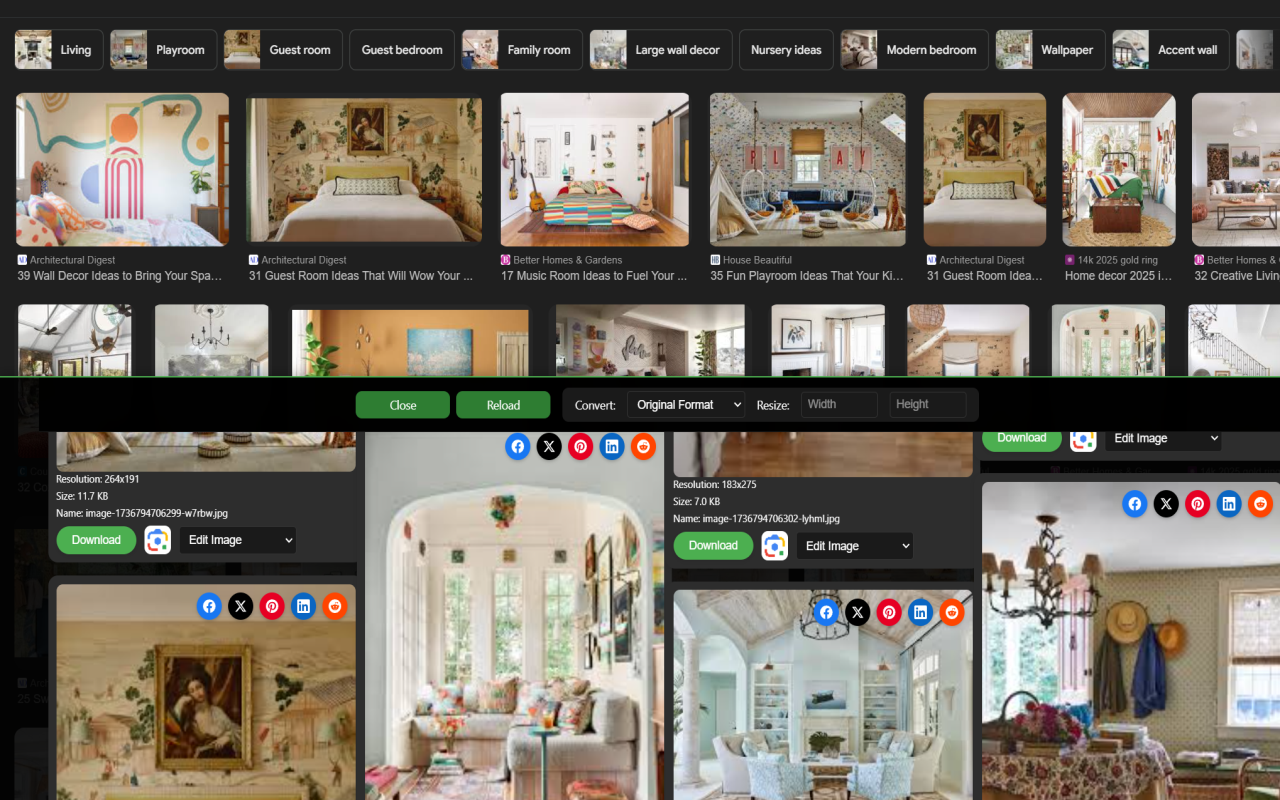 Living
Playroom
Guest room
Guest bedroom
Family room
Large wall decor
Nursery ideas
Modern bedroom
Wallpaper
Accent wall
PLAY
Architectural Digest
39 Wall Decor Ideas to Bring Your Spa...
Architectural Digest
31 Guest Room Ideas That Will Wow Your ...
Better Homes & Gardens
17 Music Room Ideas to Fuel Your ...
House Beautiful
35 Fun Playroom Ideas That Your Ki...
Architectural Digest
31 Guest Room Idea...
14k 2025 gold ring
Home decor 2025 i...
Better Homes &
32 Creative Livin
Close
Reload
Convert:
Original Format
Resize:
Width
Height
Resolution: 264x191
Size: 11.7 KB
Name: image-1736794706299-w7rbw.jpg
Download
Edit Image
Resolution: 183x275
Size: 7.0 KB
Name: image-1736794706302-lyhml.jpg
Download
Edit Image
Download
Edit Image